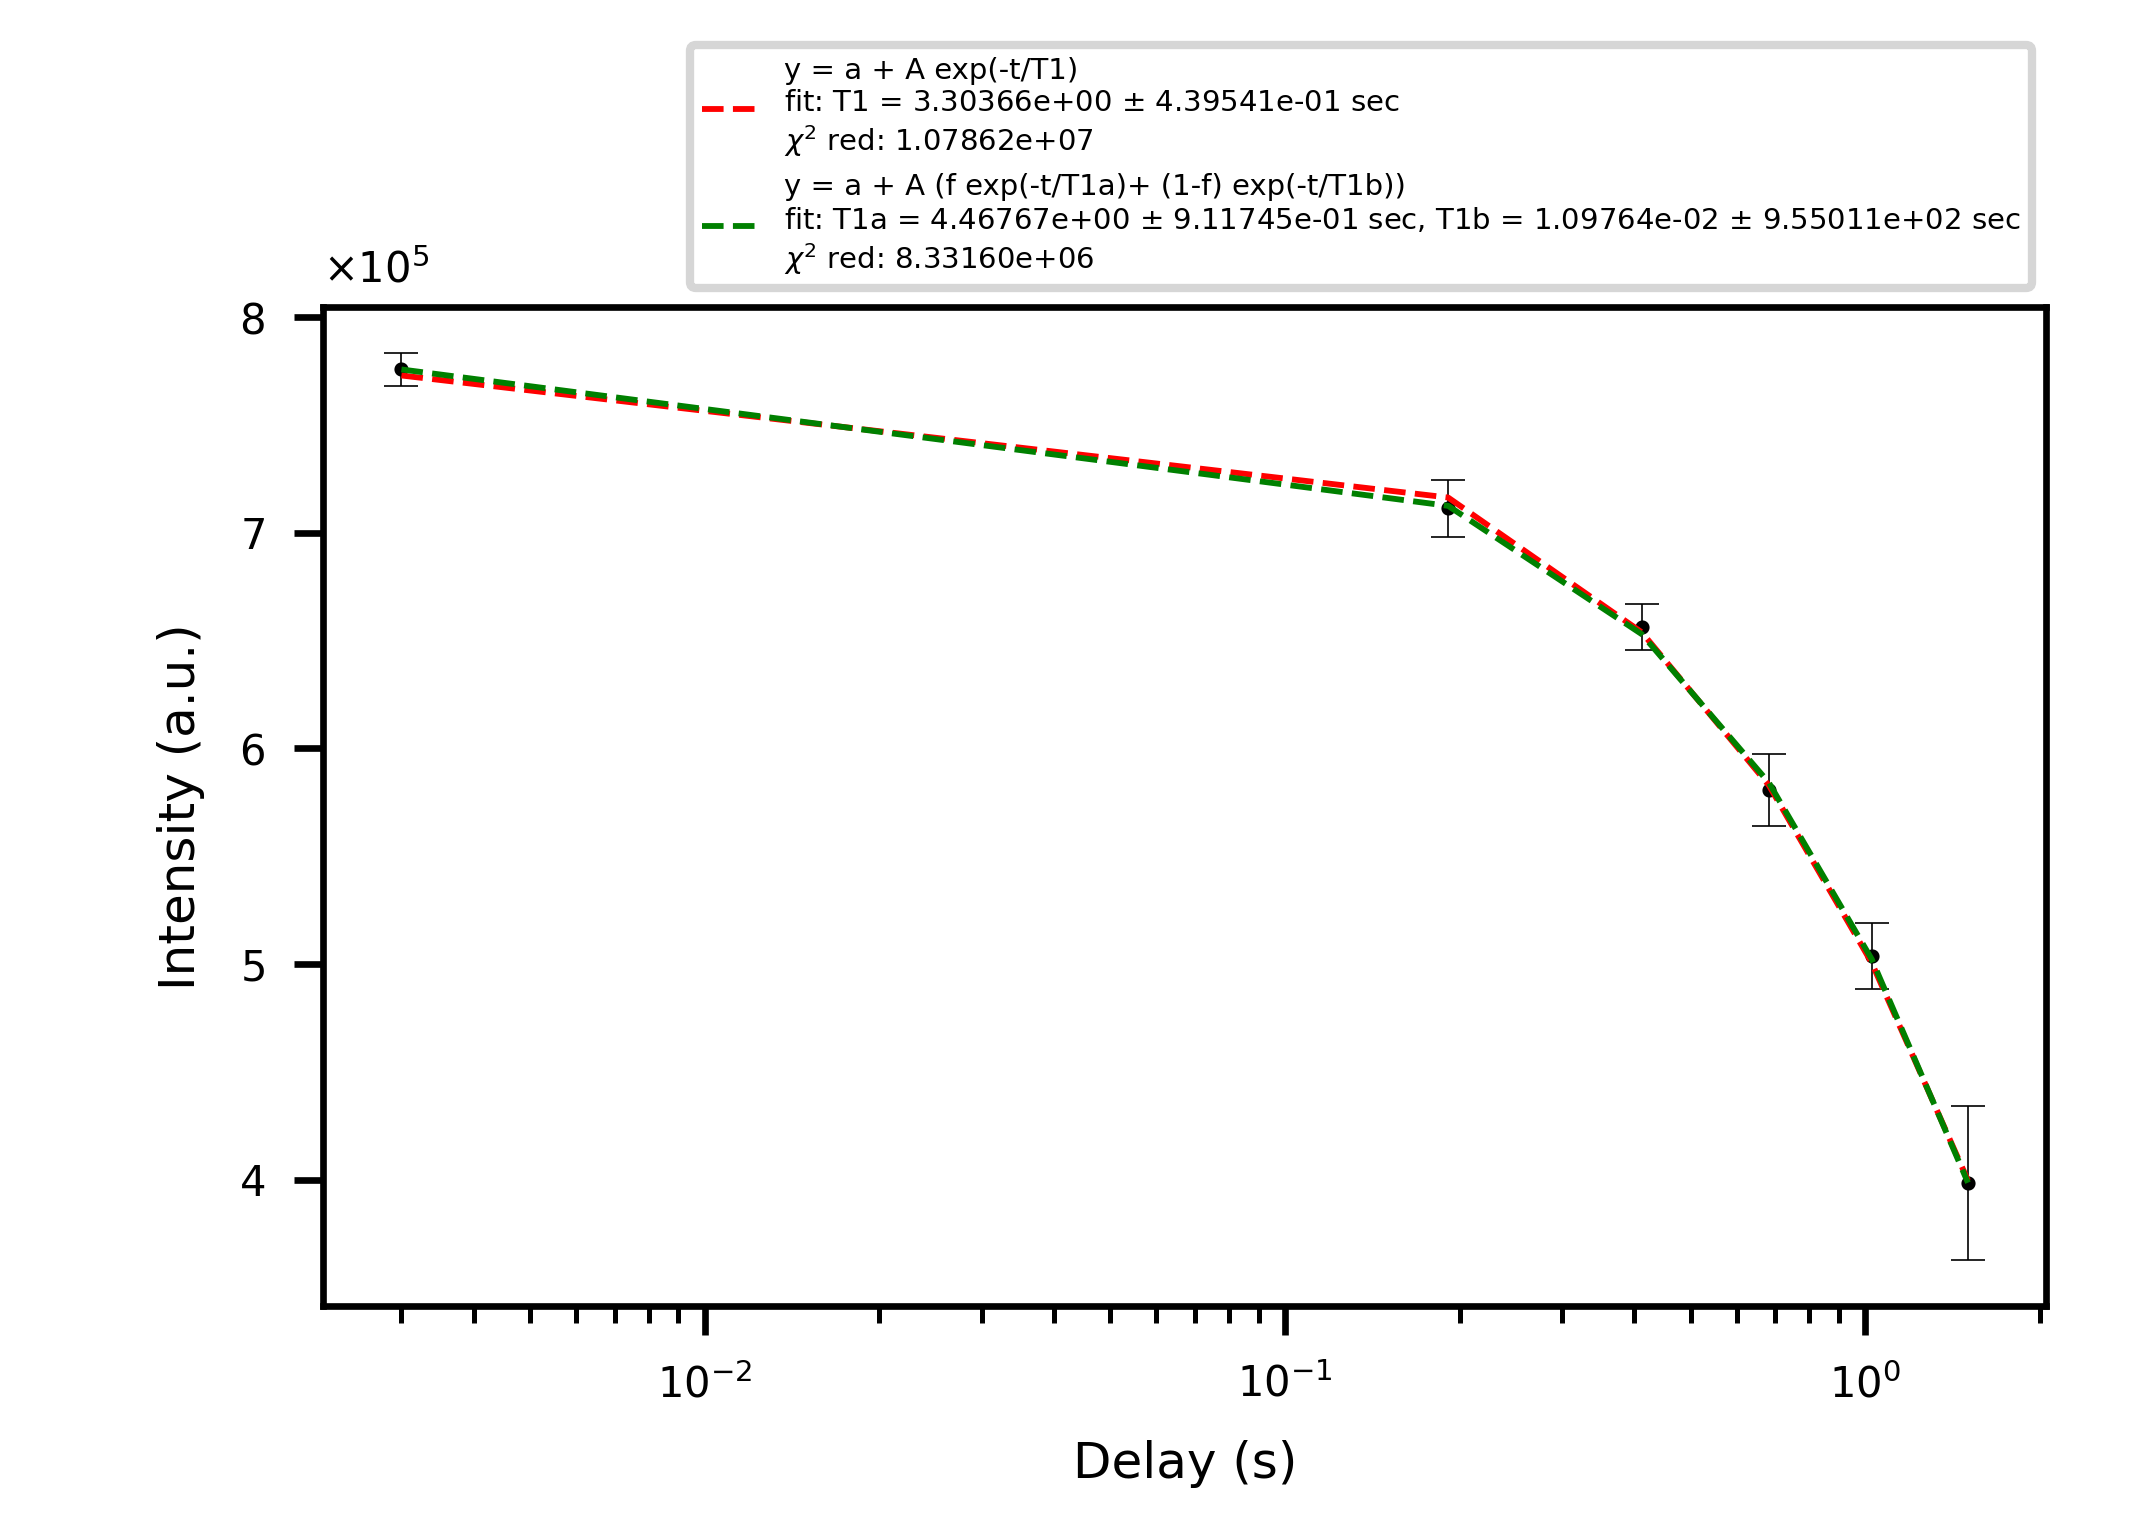 y = a + A exp(-t/T1)
fit: T1 = 3.30366e+00 ± 4.39541e-01 sec
χ² red: 1.07862e+07
y = a + A (f exp(-t/T1a)+ (1-f) exp(-t/T1b))
fit: T1a = 4.46767e+00 ± 9.11745e-01 sec, T1b = 1.09764e-02 ± 9.55011e+02 sec
χ² red: 8.33160e+06
×10⁵
8
7
6
5
4
Intensity (a.u.)
10⁻² 10⁻¹ 10⁰
Delay (s)